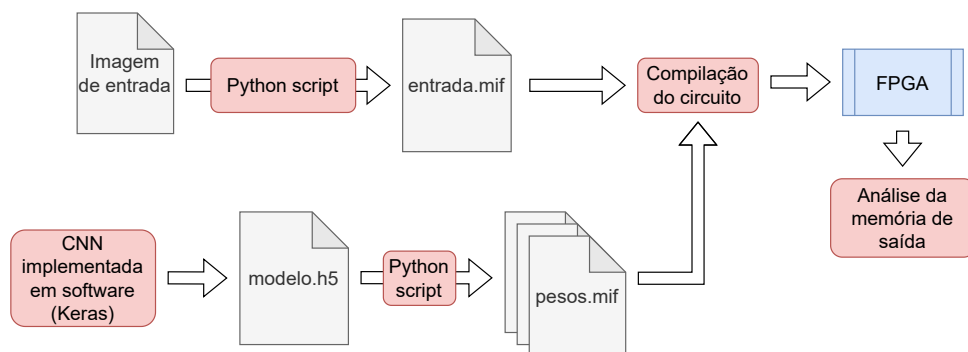 Imagem
de entrada
Python script
entrada.mif
Compilação
do circuito
FPGA
Análise da
memória de
saída
CNN
implementada
em software
(Keras)
modelo.h5
Python
script
pesos.mif